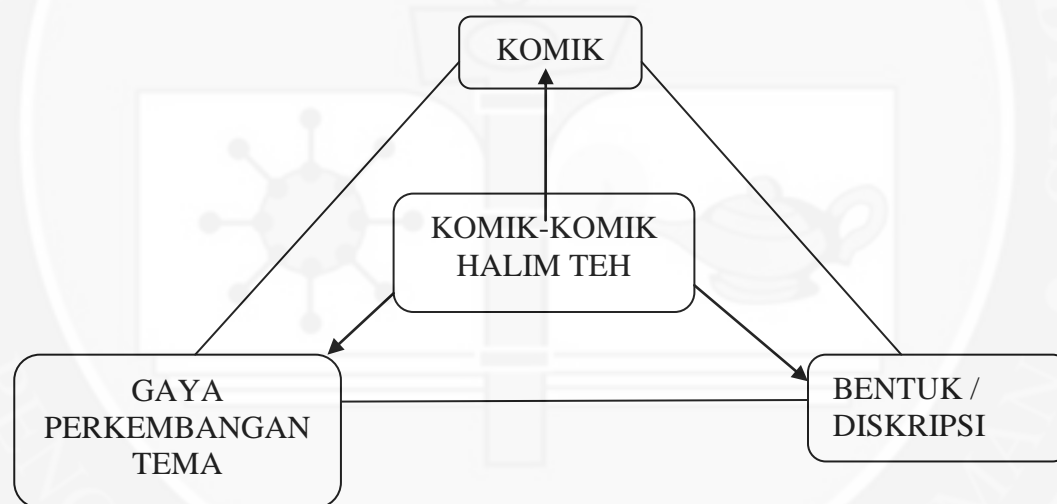 KOMIK
KOMIK-KOMIK
HALIM TEH
GAYA
PERKEMBANGAN
TEMA
BENTUK /
DISKRIPSI